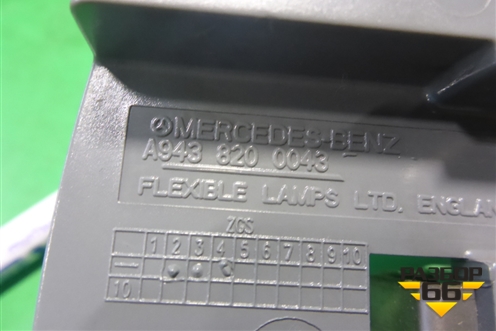 MERCEDES-BENZ
A943 820 0043
FLEXIBLE LAMPS LTD. ENGLAN
ZGS
1 2 3 4 5 6 7 8 9 10
10
РАЗБОР
66